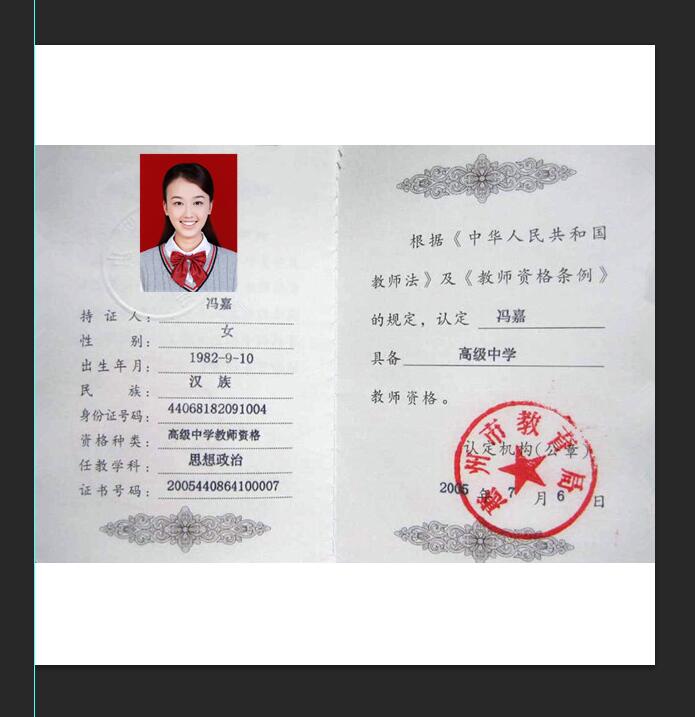 持证人：冯嘉
性别：女
出生年月：1982-9-10
民族：汉 族
身份证号码：44068182091004
资格种类：高级中学教师资格
任教学科：思想政治
证书号码：2005440864100007
根据《中华人民共和国
教师法》及《教师资格条例》
的规定，认定 冯嘉
具备 高级中学
教师资格。
州市教育局
认定机构(公章)
2005 年 7 月 6 日